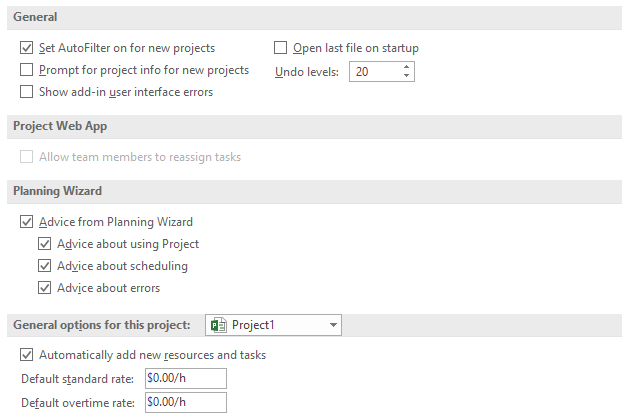 General
Set AutoFilter on for new projects
Open last file on startup
Prompt for project info for new projects
Undo levels: 20
Show add-in user interface errors
Project Web App
Allow team members to reassign tasks
Planning Wizard
Advice from Planning Wizard
Advice about using Project
Advice about scheduling
Advice about errors
General options for this project: Project1
Automatically add new resources and tasks
Default standard rate: $0.00/h
Default overtime rate: $0.00/h